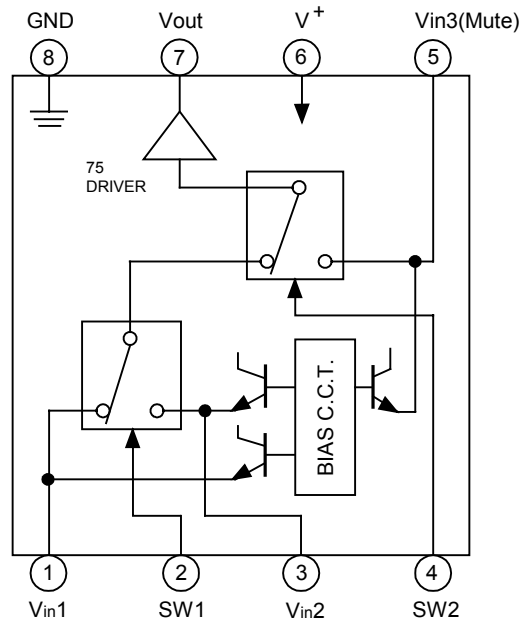 GND Vout V+ Vin3(Mute)
8 7 6 5
75
DRIVER
BIAS C.C.T.
1 2 3 4
Vin1 SW1 Vin2 SW2